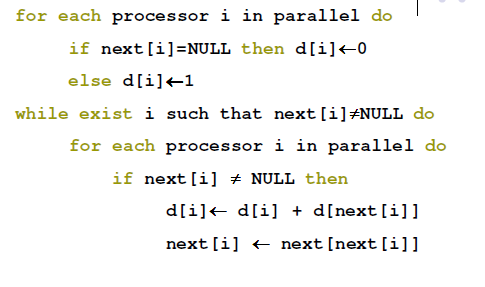 for each processor i in parallel do
if next[i]=NULL then d[i]←0
else d[i]←1
while exist i such that next[i]≠NULL do
for each processor i in parallel do
if next[i] ≠ NULL then
d[i]← d[i] + d[next[i]]
next[i] ← next[next[i]]